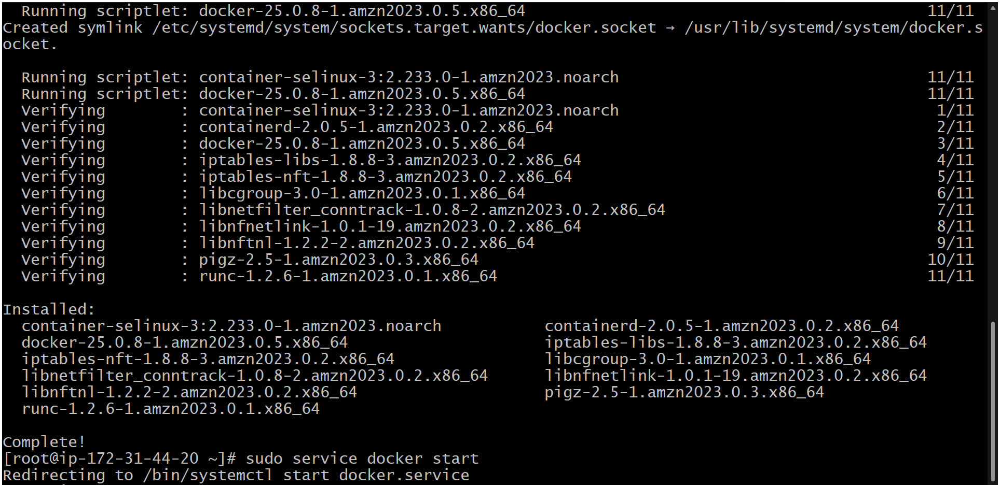 Running scriptlet: docker-25.0.8-1.amzn2023.0.5.x86_64 11/11
Created symlink /etc/systemd/system/sockets.target.wants/docker.socket → /usr/lib/systemd/system/docker.s
ocket.
Running scriptlet: container-selinux-3:2.233.0-1.amzn2023.noarch 11/11
Running scriptlet: docker-25.0.8-1.amzn2023.0.5.x86_64 11/11
Verifying : container-selinux-3:2.233.0-1.amzn2023.noarch 1/11
Verifying : containerd-2.0.5-1.amzn2023.0.2.x86_64 2/11
Verifying : docker-25.0.8-1.amzn2023.0.5.x86_64 3/11
Verifying : iptables-libs-1.8.8-3.amzn2023.0.2.x86_64 4/11
Verifying : iptables-nft-1.8.8-3.amzn2023.0.2.x86_64 5/11
Verifying : libcgroup-3.0-1.amzn2023.0.1.x86_64 6/11
Verifying : libnetfilter_conntrack-1.0.8-2.amzn2023.0.2.x86_64 7/11
Verifying : libnfnetlink-1.0.1-19.amzn2023.0.2.x86_64 8/11
Verifying : libnftnl-1.2.2-2.amzn2023.0.2.x86_64 9/11
Verifying : pigz-2.5-1.amzn2023.0.3.x86_64 10/11
Verifying : runc-1.2.6-1.amzn2023.0.1.x86_64 11/11
Installed:
container-selinux-3:2.233.0-1.amzn2023.noarch containerd-2.0.5-1.amzn2023.0.2.x86_64
docker-25.0.8-1.amzn2023.0.5.x86_64 iptables-libs-1.8.8-3.amzn2023.0.2.x86_64
iptables-nft-1.8.8-3.amzn2023.0.2.x86_64 libcgroup-3.0-1.amzn2023.0.1.x86_64
libnetfilter_conntrack-1.0.8-2.amzn2023.0.2.x86_64 libnfnetlink-1.0.1-19.amzn2023.0.2.x86_64
libnftnl-1.2.2-2.amzn2023.0.2.x86_64 pigz-2.5-1.amzn2023.0.3.x86_64
runc-1.2.6-1.amzn2023.0.1.x86_64
Complete!
[root@ip-172-31-44-20 ~]# sudo service docker start
Redirecting to /bin/systemctl start docker.service